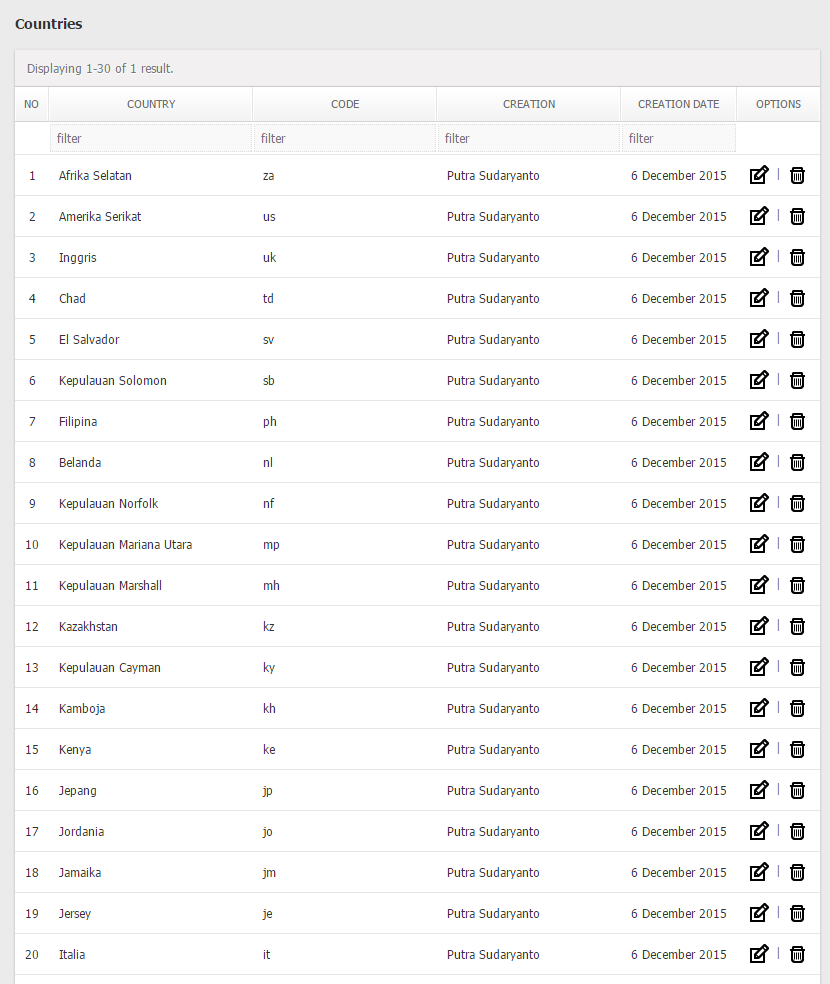 Countries
Displaying 1-30 of 1 result.
NO COUNTRY CODE CREATION CREATION DATE OPTIONS
filter filter filter filter
1 Afrika Selatan za Putra Sudaryanto 6 December 2015 |
2 Amerika Serikat us Putra Sudaryanto 6 December 2015 |
3 Inggris uk Putra Sudaryanto 6 December 2015 |
4 Chad td Putra Sudaryanto 6 December 2015 |
5 El Salvador sv Putra Sudaryanto 6 December 2015 |
6 Kepulauan Solomon sb Putra Sudaryanto 6 December 2015 |
7 Filipina ph Putra Sudaryanto 6 December 2015 |
8 Belanda nl Putra Sudaryanto 6 December 2015 |
9 Kepulauan Norfolk nf Putra Sudaryanto 6 December 2015 |
10 Kepulauan Mariana Utara mp Putra Sudaryanto 6 December 2015 |
11 Kepulauan Marshall mh Putra Sudaryanto 6 December 2015 |
12 Kazakhstan kz Putra Sudaryanto 6 December 2015 |
13 Kepulauan Cayman ky Putra Sudaryanto 6 December 2015 |
14 Kamboja kh Putra Sudaryanto 6 December 2015 |
15 Kenya ke Putra Sudaryanto 6 December 2015 |
16 Jepang jp Putra Sudaryanto 6 December 2015 |
17 Jordania jo Putra Sudaryanto 6 December 2015 |
18 Jamaika jm Putra Sudaryanto 6 December 2015 |
19 Jersey je Putra Sudaryanto 6 December 2015 |
20 Italia it Putra Sudaryanto 6 December 2015 |